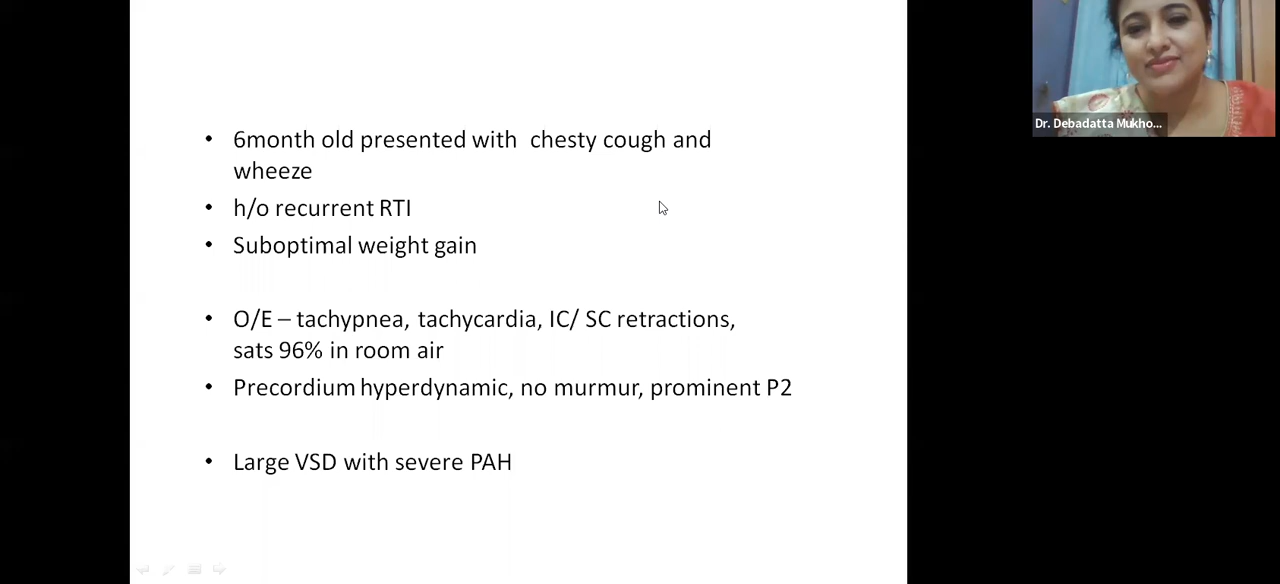 • 6month old presented with chesty cough and
wheeze
• h/o recurrent RTI
• Suboptimal weight gain
• O/E – tachypnea, tachycardia, IC/ SC retractions,
sats 96% in room air
• Precordium hyperdynamic, no murmur, prominent P2
• Large VSD with severe PAH
Dr. Debadatta Mukho...